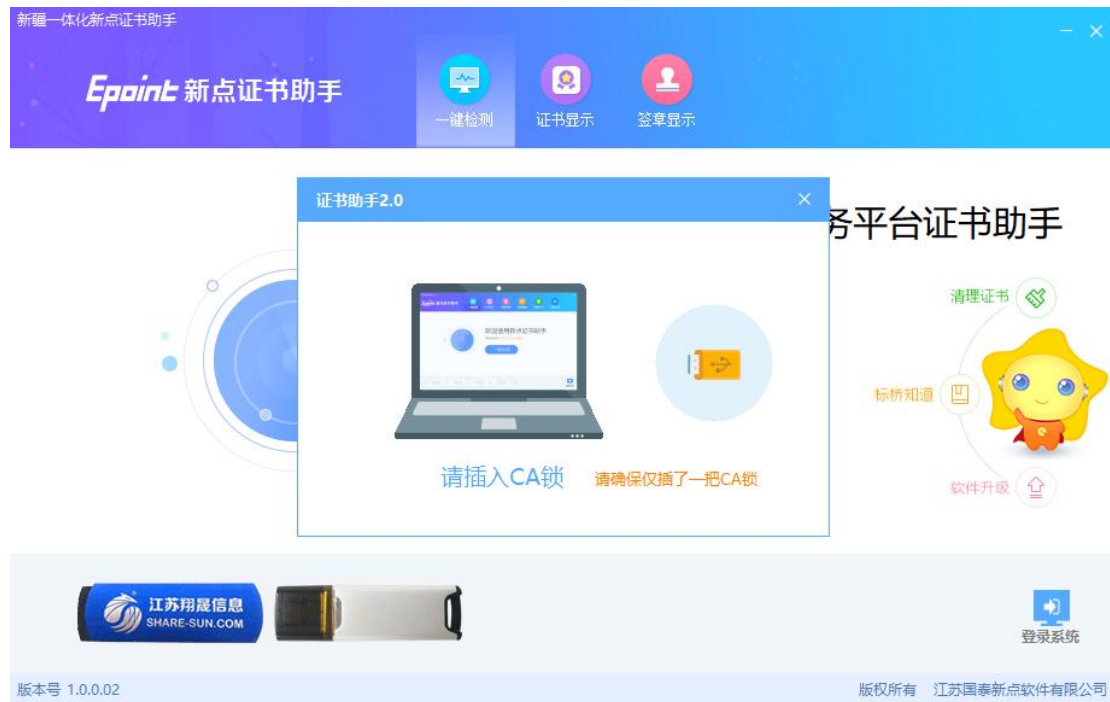 新疆一体化新点证书助手
Epoint 新点证书助手
一键检测
证书显示
签章显示
证书助手2.0
务平台证书助手
清理证书
标桥知道
软件升级
请插入CA锁
请确保仅插了一把CA锁
江苏翔晟信息
SHARE-SUN.COM
登录系统
版本号 1.0.0.02
版权所有 江苏国泰新点软件有限公司